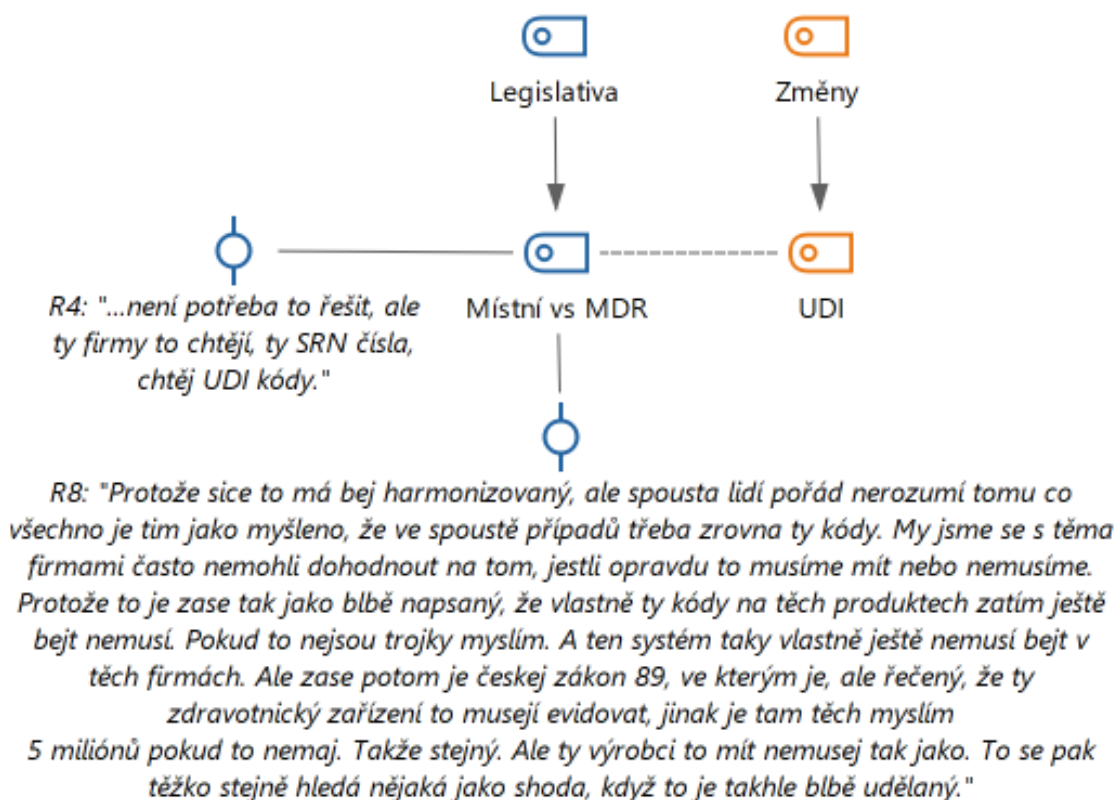 Legislativa
Změny
Místní vs MDR
UDI
R4: "...není potřeba to řešit, ale
ty firmy to chtějí, ty SRN čísla,
chtěj UDI kódy."
R8: "Protože sice to má bej harmonizovaný, ale spousta lidí pořád nerozumí tomu co
všechno je tim jako myšleno, že ve spoustě případů třeba zrovna ty kódy. My jsme se s těma
firmami často nemohli dohodnout na tom, jestli opravdu to musíme mít nebo nemusíme.
Protože to je zase tak jako blbě napsaný, že vlastně ty kódy na těch produktech zatím ještě
bejt nemusí. Pokud to nejsou trojky myslím. A ten systém taky vlastně ještě nemusí bejt v
těch firmách. Ale zase potom je českej zákon 89, ve kterým je, ale řečený, že ty
zdravotnický zařízení to musejí evidovat, jinak je tam těch myslím
5 miliónů pokud to nemaj. Takže stejný. Ale ty výrobci to mít nemusej tak jako. To se pak
těžko stejně hledá nějaká jako shoda, když to je takhle blbě udělaný."